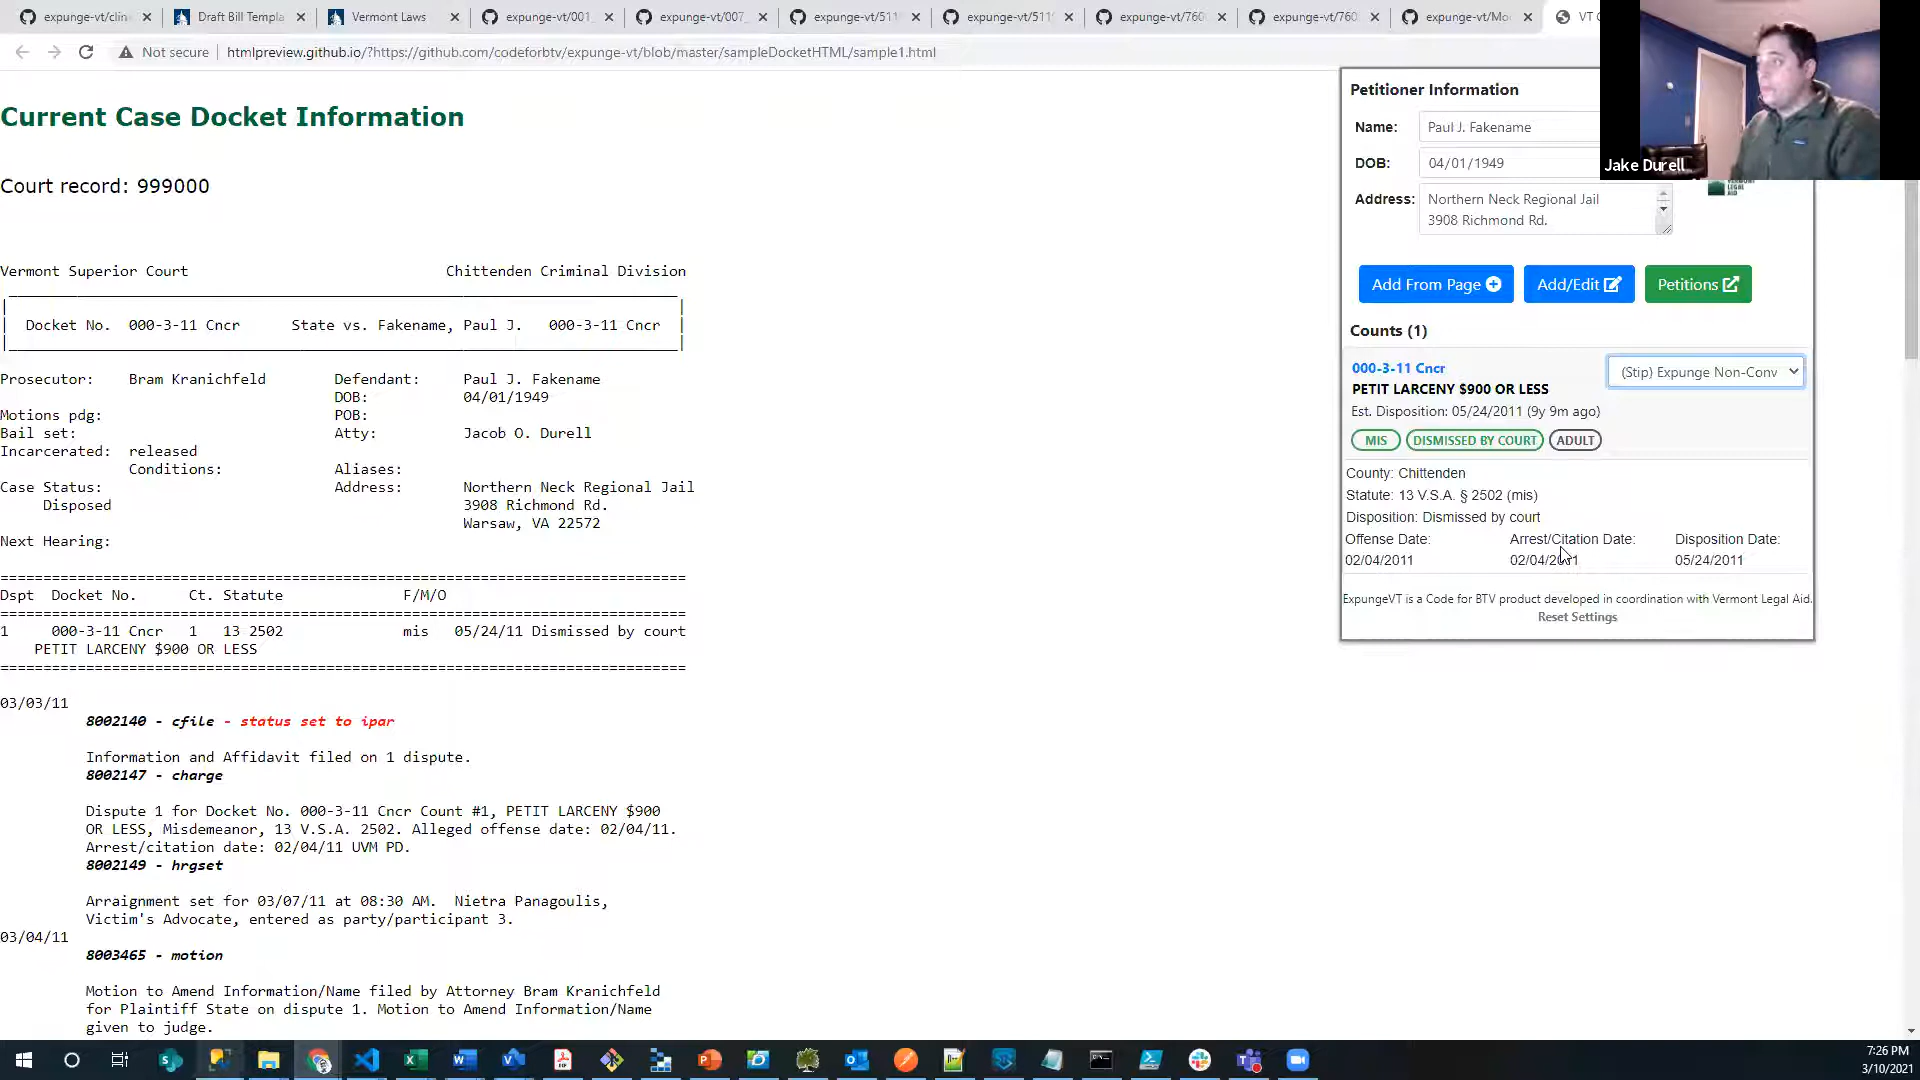 expunge-vt/clin
Draft Bill Templa
Vermont Laws
expunge-vt/001_
expunge-vt/007_
expunge-vt/511
expunge-vt/511
expunge-vt/760
expunge-vt/760
expunge-vt/Mo
VT
Not secure
htmlpreview.github.io/?https://github.com/codeforbtv/expunge-vt/blob/master/sampleDocketHTML/sample1.html
Current Case Docket Information
Court record: 999000
Vermont Superior Court Chittenden Criminal Division
Docket No. 000-3-11 Cncr State vs. Fakename, Paul J. 000-3-11 Cncr
Prosecutor: Bram Kranichfeld Defendant: Paul J. Fakename
DOB: 04/01/1949
Motions pdg: POB:
Bail set: Atty: Jacob O. Durell
Incarcerated: released
Conditions: Aliases:
Case Status: Address: Northern Neck Regional Jail
Disposed 3908 Richmond Rd.
Warsaw, VA 22572
Next Hearing:
================================================================================
Dspt Docket No. Ct. Statute F/M/O
================================================================================
1 000-3-11 Cncr 1 13 2502 mis 05/24/11 Dismissed by court
PETIT LARCENY $900 OR LESS
================================================================================
03/03/11
8002140 - cfile - status set to ipar
Information and Affidavit filed on 1 dispute.
8002147 - charge
Dispute 1 for Docket No. 000-3-11 Cncr Count #1, PETIT LARCENY $900
OR LESS, Misdemeanor, 13 V.S.A. 2502. Alleged offense date: 02/04/11.
Arrest/citation date: 02/04/11 UVM PD.
8002149 - hrgset
Arraignment set for 03/07/11 at 08:30 AM. Nietra Panagoulis,
Victim's Advocate, entered as party/participant 3.
03/04/11
8003465 - motion
Motion to Amend Information/Name filed by Attorney Bram Kranichfeld
for Plaintiff State on dispute 1. Motion to Amend Information/Name
given to judge.
Petitioner Information
Name: Paul J. Fakename
DOB: 04/01/1949
Address: Northern Neck Regional Jail
3908 Richmond Rd.
Jake Durell
LEGAL
AID
Add From Page
Add/Edit
Petitions
Counts (1)
000-3-11 Cncr
(Stip) Expunge Non-Conv
PETIT LARCENY $900 OR LESS
Est. Disposition: 05/24/2011 (9y 9m ago)
MIS DISMISSED BY COURT ADULT
County: Chittenden
Statute: 13 V.S.A. § 2502 (mis)
Disposition: Dismissed by court
Offense Date: Arrest/Citation Date: Disposition Date:
02/04/2011 02/04/2011 05/24/2011
ExpungeVT is a Code for BTV product developed in coordination with Vermont Legal Aid.
Reset Settings
7:26 PM
3/10/2021